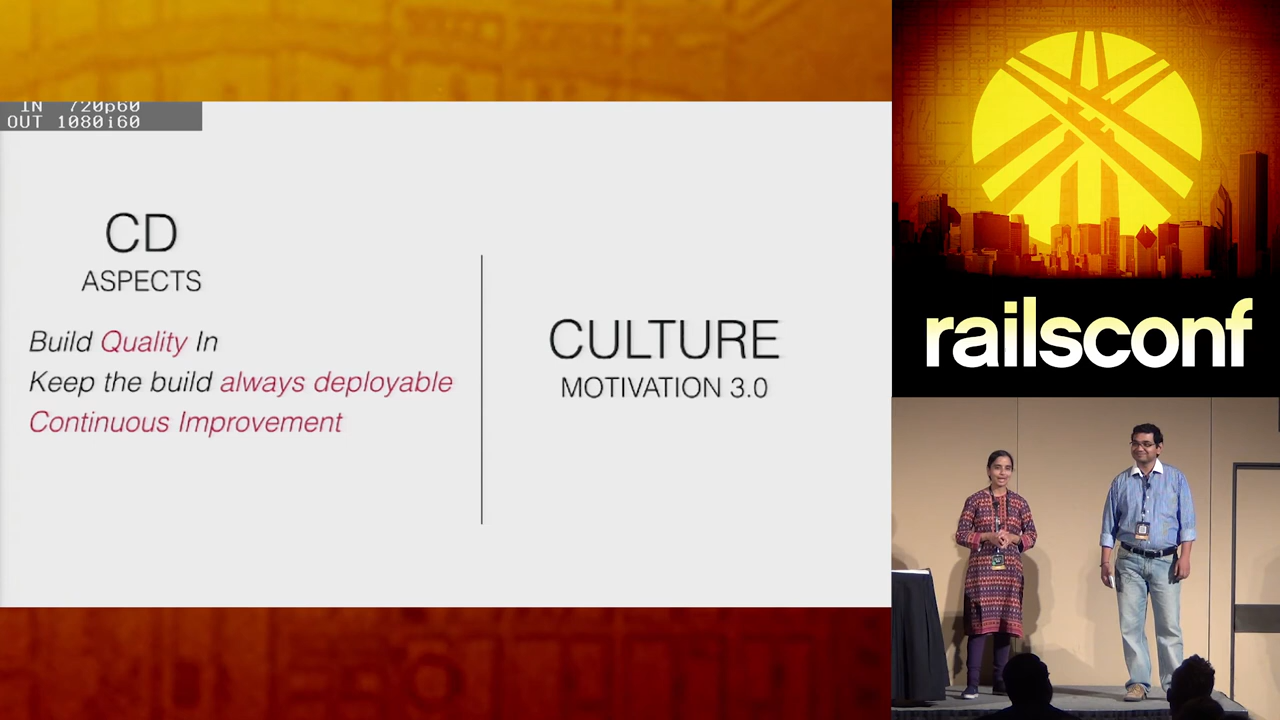 IN 720p60
OUT 1080i60
CD
ASPECTS
Build Quality In
Keep the build always deployable
Continuous Improvement
CULTURE
MOTIVATION 3.0
railsconf